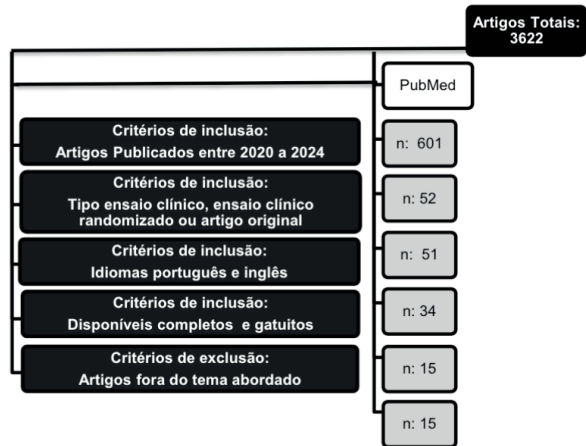 Artigos Totais:
3622
PubMed
Critérios de inclusão:
Artigos Publicados entre 2020 a 2024
n: 601
Critérios de inclusão:
Tipo ensaio clínico, ensaio clínico
randomizado ou artigo original
n: 52
Critérios de inclusão:
Idiomas português e inglês
n: 51
Critérios de inclusão:
Disponíveis completos e gatuitos
n: 34
Critérios de exclusão:
Artigos fora do tema abordado
n: 15
n: 15